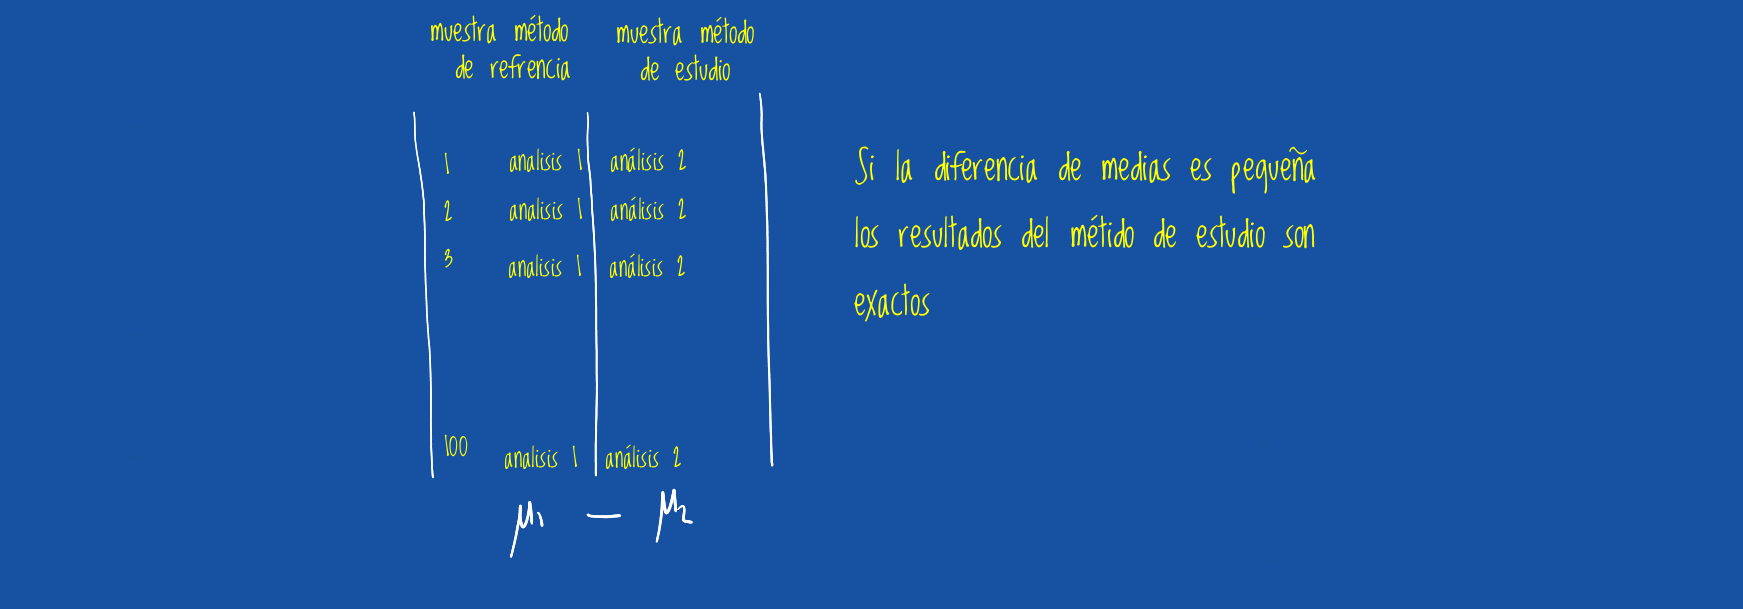 muestra método muestra método
de refrencia de estudio
1 analisis 1 análisis 2
2 analisis 1 análisis 2
3 analisis 1 análisis 2
100 analisis 1 análisis 2
μ1 — μ2
Si la diferencia de medias es pequeña
los resultados del métido de estudio son
exactos